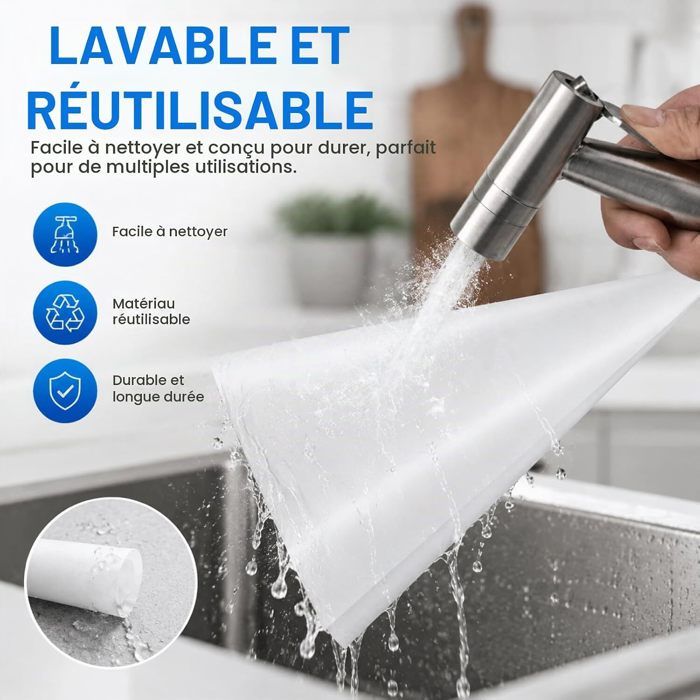 LAVABLE ET
RÉUTILISABLE
Facile à nettoyer et conçu pour durer, parfait
pour de multiples utilisations.
Facile à nettoyer
Matériau
réutilisable
Durable et
longue durée